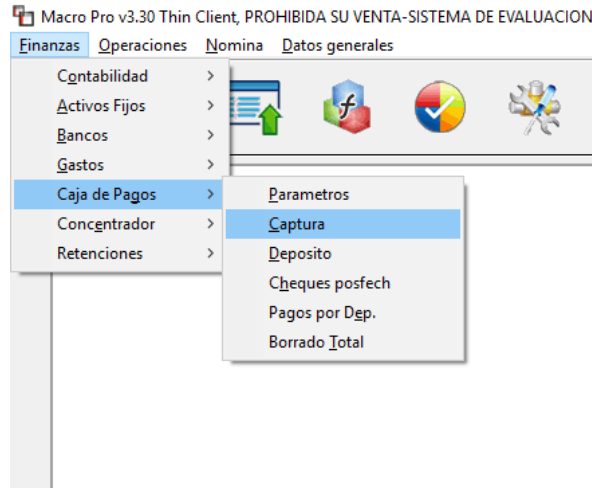 Macro Pro v3.30 Thin Client, PROHIBIDA SU VENTA-SISTEMA DE EVALUACION
Finanzas Operaciones Nomina Datos generales
Contabilidad
Activos Fijos
Bancos
Gastos
Caja de Pagos
Concentrador
Retenciones
Parametros
Captura
Deposito
Cheques posfech
Pagos por Dep.
Borrado Total